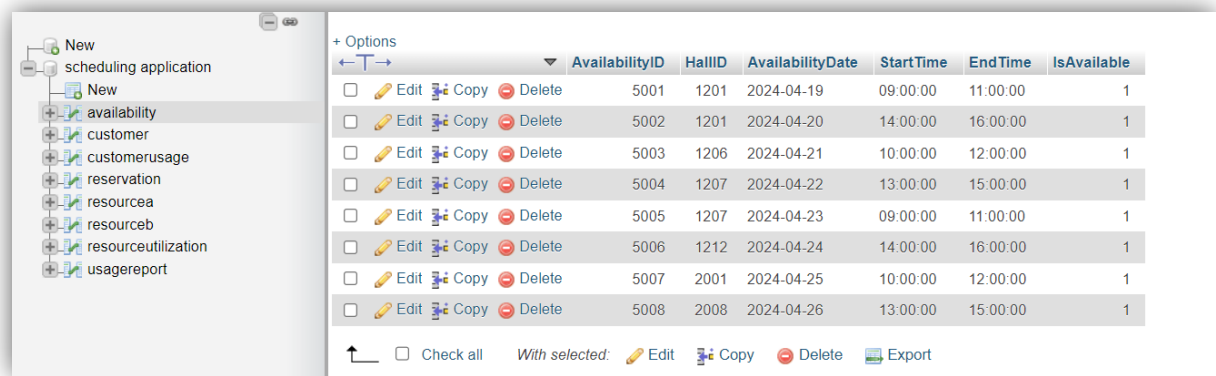 New
scheduling application
New
availability
customer
customerusage
reservation
resourcea
resourceb
resourceutilization
usagereport
+ Options
AvailabilityID HallID AvailabilityDate StartTime EndTime IsAvailable
Edit Copy Delete 5001 1201 2024-04-19 09:00:00 11:00:00 1
Edit Copy Delete 5002 1201 2024-04-20 14:00:00 16:00:00 1
Edit Copy Delete 5003 1206 2024-04-21 10:00:00 12:00:00 1
Edit Copy Delete 5004 1207 2024-04-22 13:00:00 15:00:00 1
Edit Copy Delete 5005 1207 2024-04-23 09:00:00 11:00:00 1
Edit Copy Delete 5006 1212 2024-04-24 14:00:00 16:00:00 1
Edit Copy Delete 5007 2001 2024-04-25 10:00:00 12:00:00 1
Edit Copy Delete 5008 2008 2024-04-26 13:00:00 15:00:00 1
Check all With selected: Edit Copy Delete Export